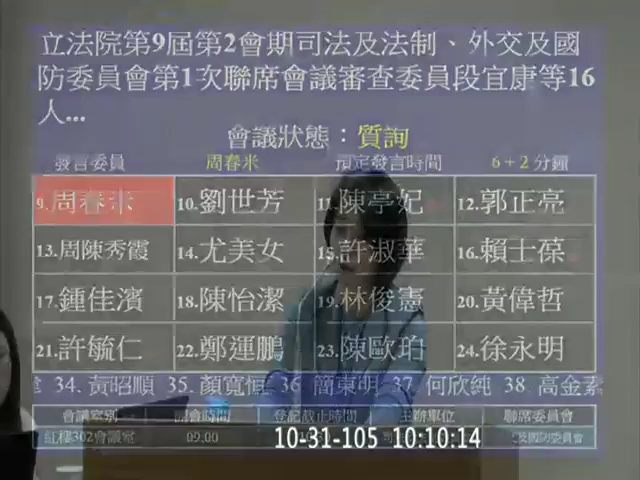 立法院第9屆第2會期司法及法制、外交及國
防委員會第1次聯席會議審查委員段宜康等16
人...
會議狀態：質詢
發言委員 周春米 預定發言時間 6+2 分鐘
9.周春米 10.劉世芳 11.陳亭妃 12.郭正亮
13.周陳秀霞 14.尤美女 15.許淑華 16.賴士葆
17.鍾佳濱 18.陳怡潔 19.林俊憲 20.黃偉哲
21.許毓仁 22.鄭運鵬 23.陳歐珀 24.徐永明
34. 黃昭順 35. 顏寬恒 36 簡東明 37 何欣純 38 高金素
會議室別 開會時間 登記截止時間 主辦單位 聯席委員會
紅樓302會議室 09:00
10-31-105 10:10:14